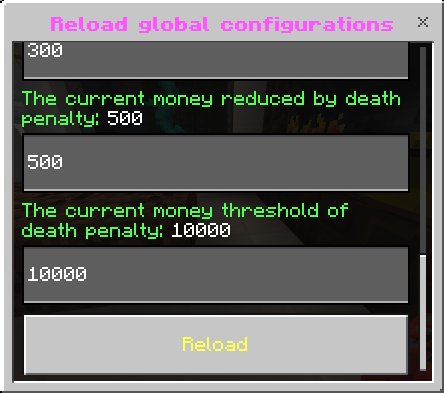 Reload global configurations
300
The current money reduced by death
penalty: 500
500
The current money threshold of
death penalty: 10000
10000
Reload